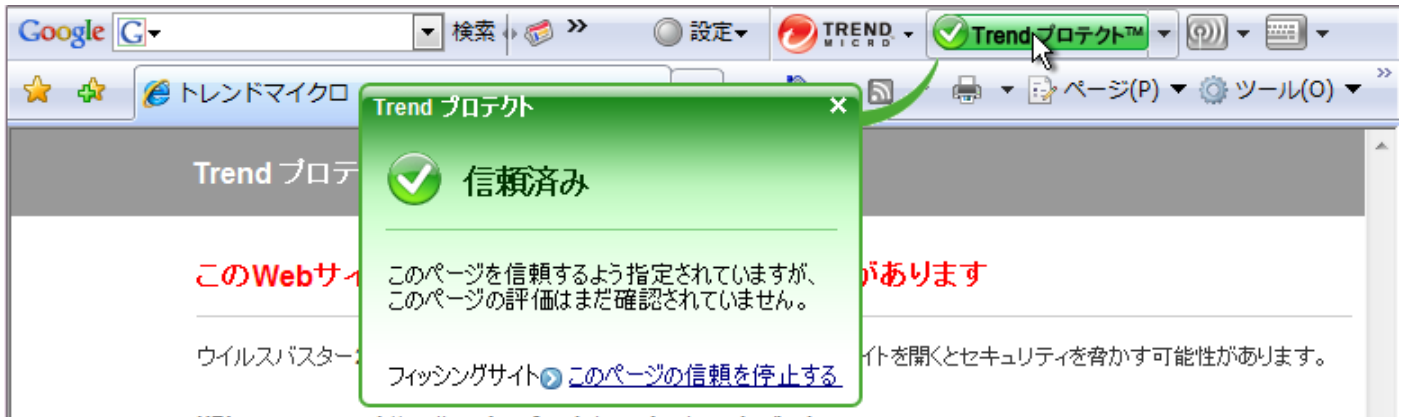 Google G 検索 » 設定 TREND MICRO Trend プロテクト™
トレンドマイクロ ページ(P) ツール(O) »
Trend プロテクト ×
Trend プロテ
信頼済み
このWebサイ があります
このページを信頼するよう指定されていますが、
このページの評価はまだ確認されていません。
ウイルスバスター イトを開くとセキュリティを脅かす可能性があります。
フィッシングサイト このページの信頼を停止する